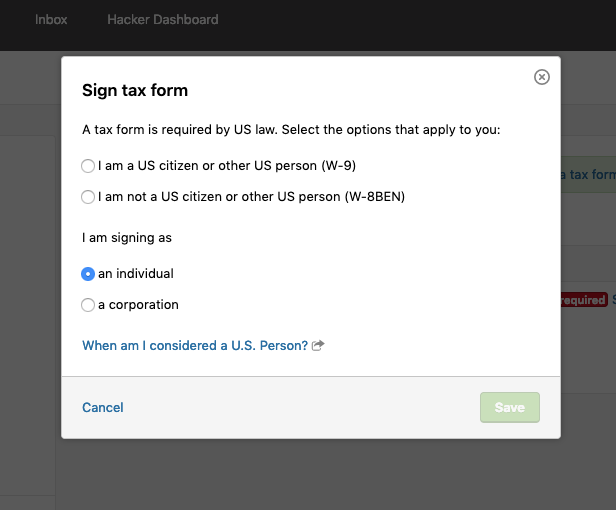 Inbox Hacker Dashboard
Sign tax form
A tax form is required by US law. Select the options that apply to you:
I am a US citizen or other US person (W-9)
a tax form
I am not a US citizen or other US person (W-8BEN)
I am signing as
an individual
required S
a corporation
When am I considered a U.S. Person?
Cancel Save